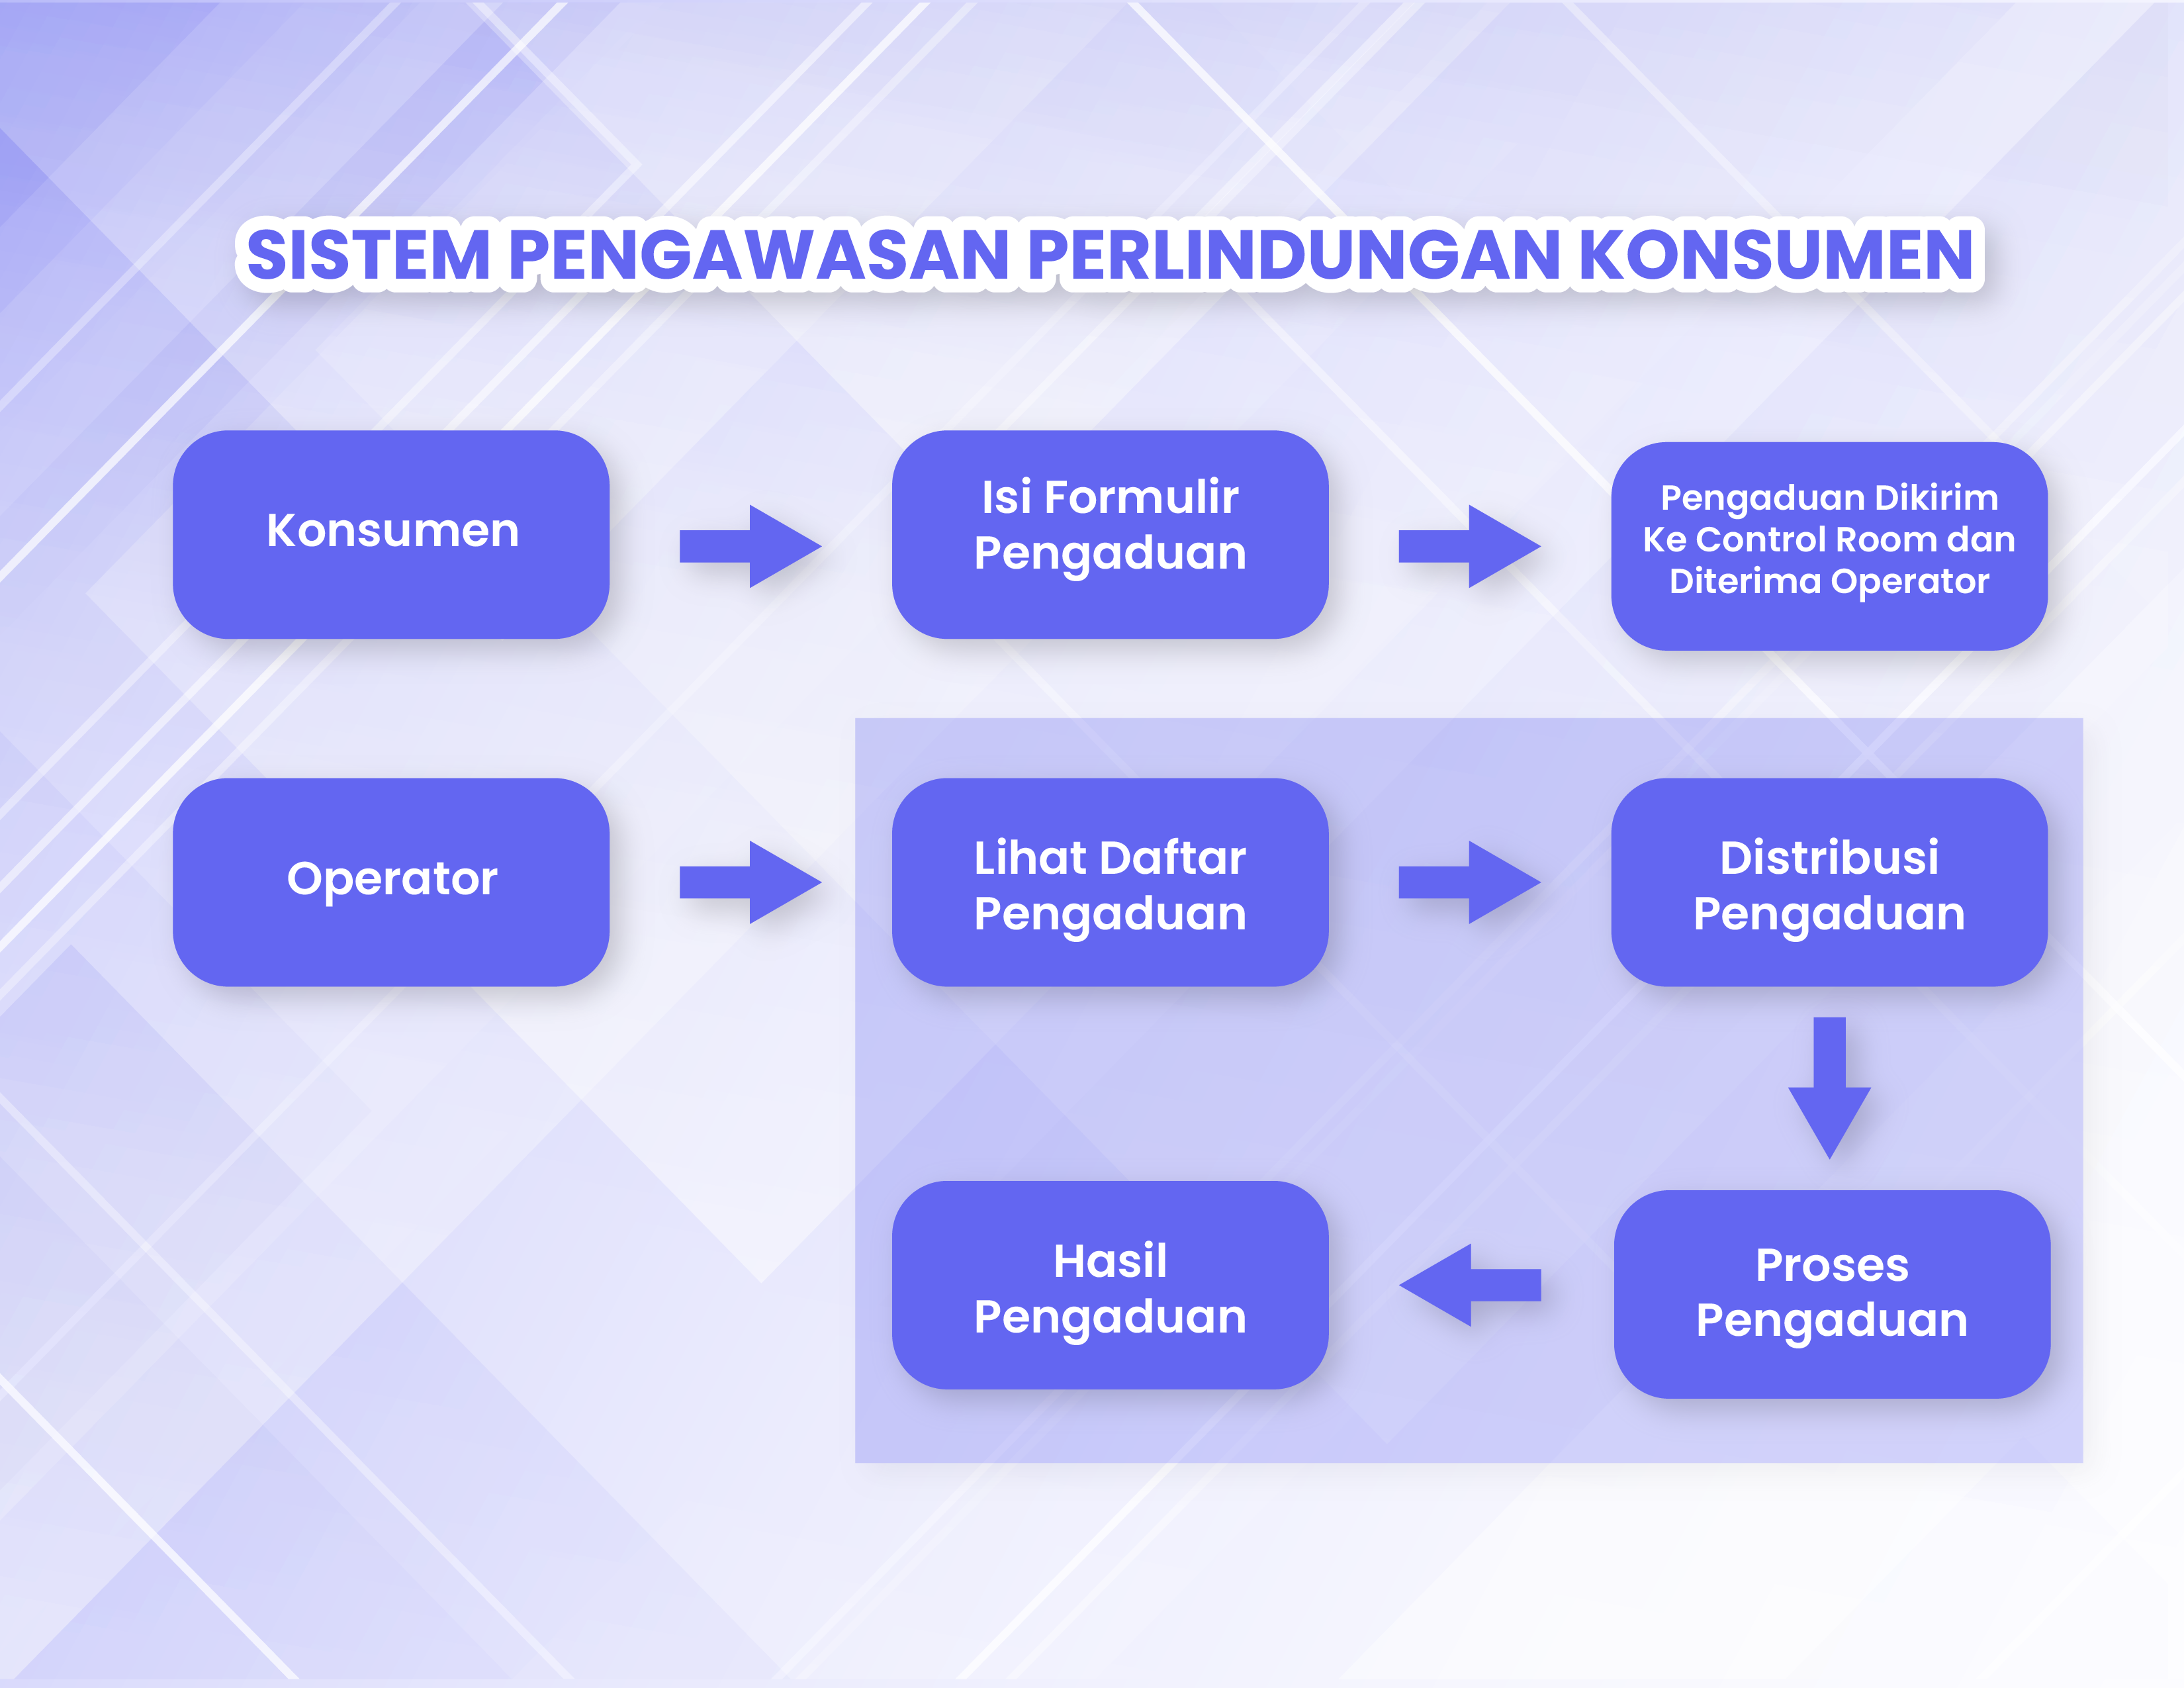 SISTEM PENGAWASAN PERLINDUNGAN KONSUMEN
Konsumen
Isi Formulir
Pengaduan
Pengaduan Dikirim
Ke Control Room dan
Diterima Operator
Operator
Lihat Daftar
Pengaduan
Distribusi
Pengaduan
Hasil
Pengaduan
Proses
Pengaduan